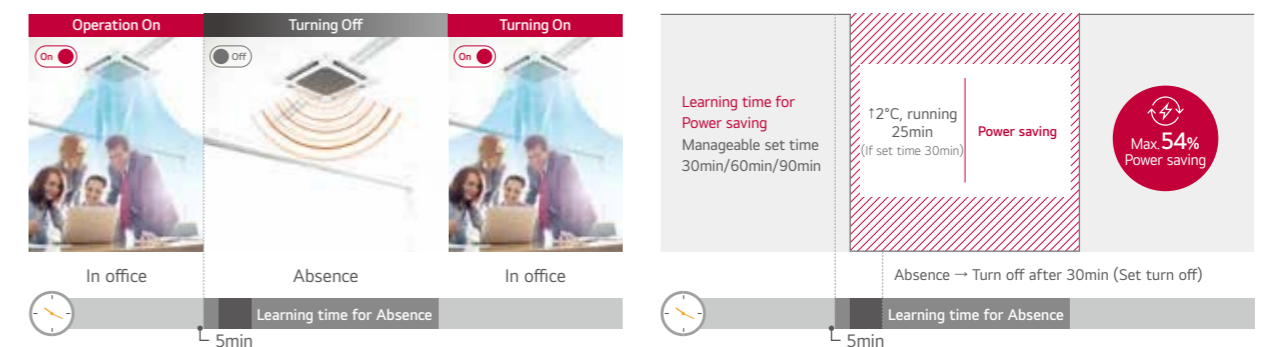 Operation On
Turning Off
Turning On
On
Off
On
In office
Absence
In office
Learning time for Absence
5min
Learning time for
Power saving
Manageable set time
30min/60min/90min
↑2°C, running
25min
(If set time 30min)
Power saving
Max.54%
Power saving
Absence → Turn off after 30min (Set turn off)
Learning time for Absence
5min